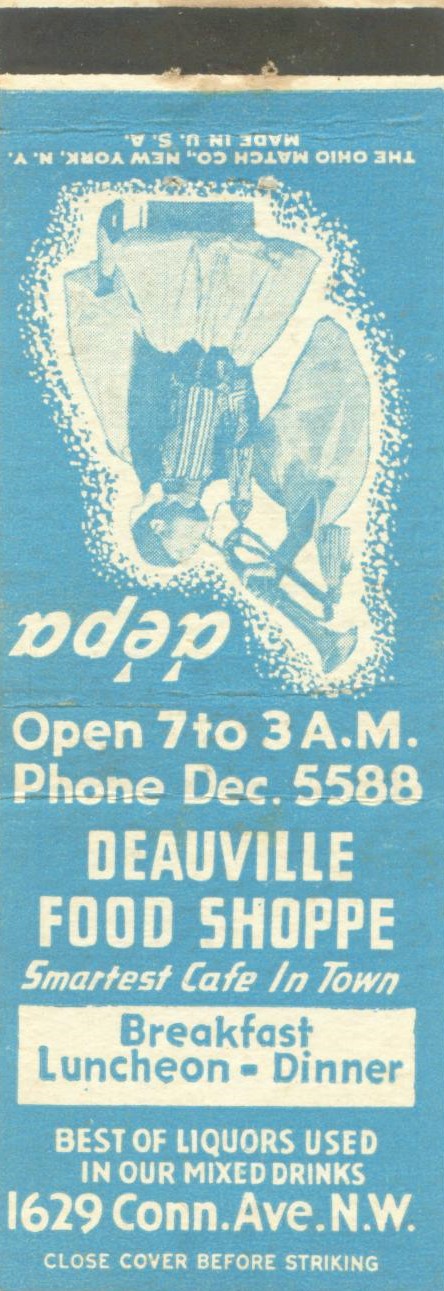 THE OHIO MATCH CO., NEW YORK, N. Y.
MADE IN U. S. A.
Open 7 to 3 A.M.
Phone Dec. 5588
DEAUVILLE
FOOD SHOPPE
Smartest Cafe In Town
Breakfast
Luncheon - Dinner
BEST OF LIQUORS USED
IN OUR MIXED DRINKS
1629 Conn. Ave. N.W.
CLOSE COVER BEFORE STRIKING